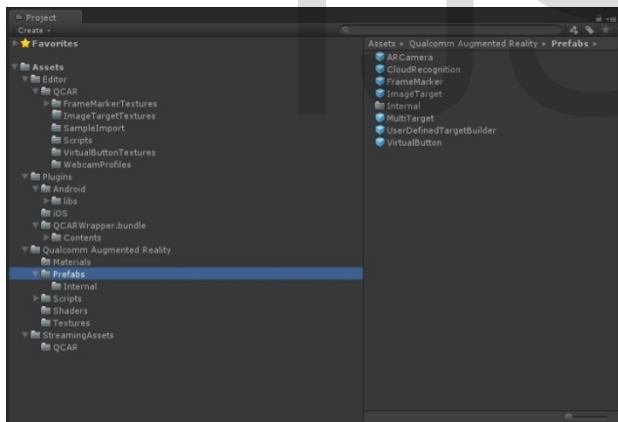 Project
Create
Favorites
Assets
Editor
QCAR
FrameMarkerTextures
ImageTargetTextures
SampleImport
Scripts
VirtualButtonTextures
WebcamProfiles
Plugins
Android
libs
iOS
QCARWrapper.bundle
Contents
Qualcomm Augmented Reality
Materials
Prefabs
Internal
Scripts
Shaders
Textures
StreamingAssets
QCAR
Assets ▸ Qualcomm Augmented Reality ▸ Prefabs ▸
ARCamera
CloudRecognition
FrameMarker
ImageTarget
Internal
MultiTarget
UserDefinedTargetBuilder
VirtualButton